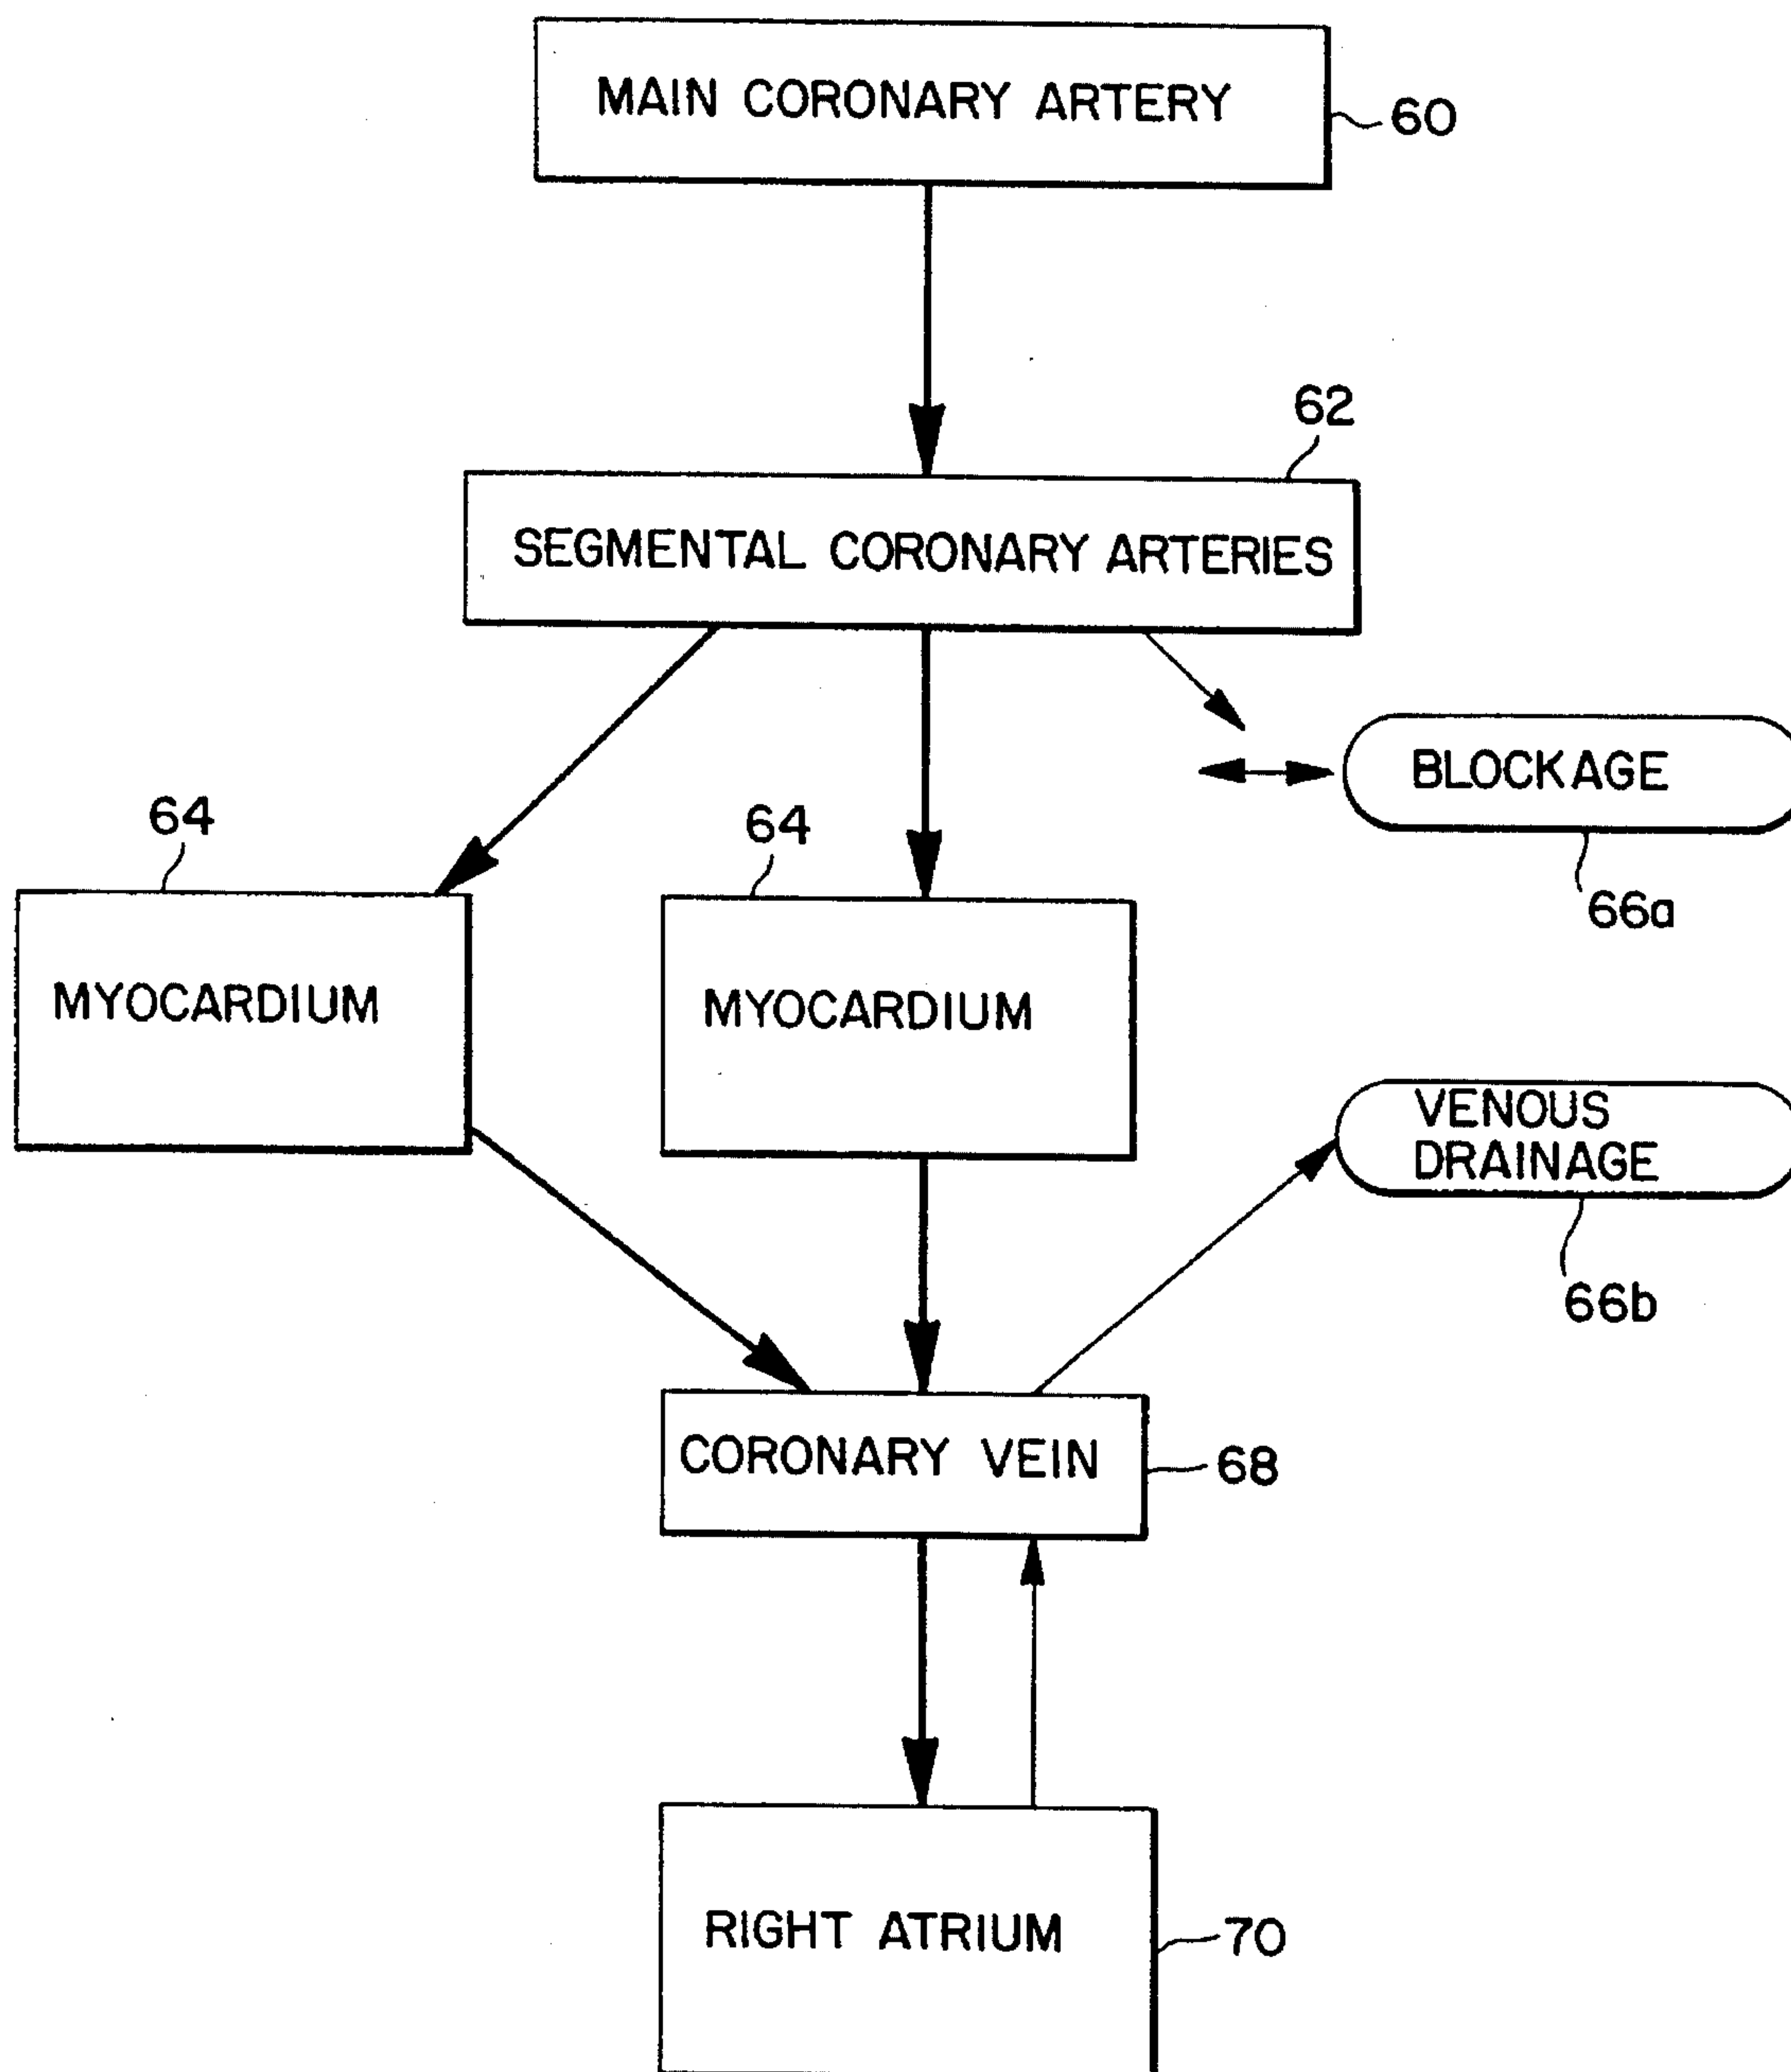 MAIN CORONARY ARTERY
60
62
SEGMENTAL CORONARY ARTERIES
BLOCKAGE
64
64
66a
MYOCARDIUM
MYOCARDIUM
VENOUS
DRAINAGE
66b
CORONARY VEIN
68
RIGHT ATRIUM
70